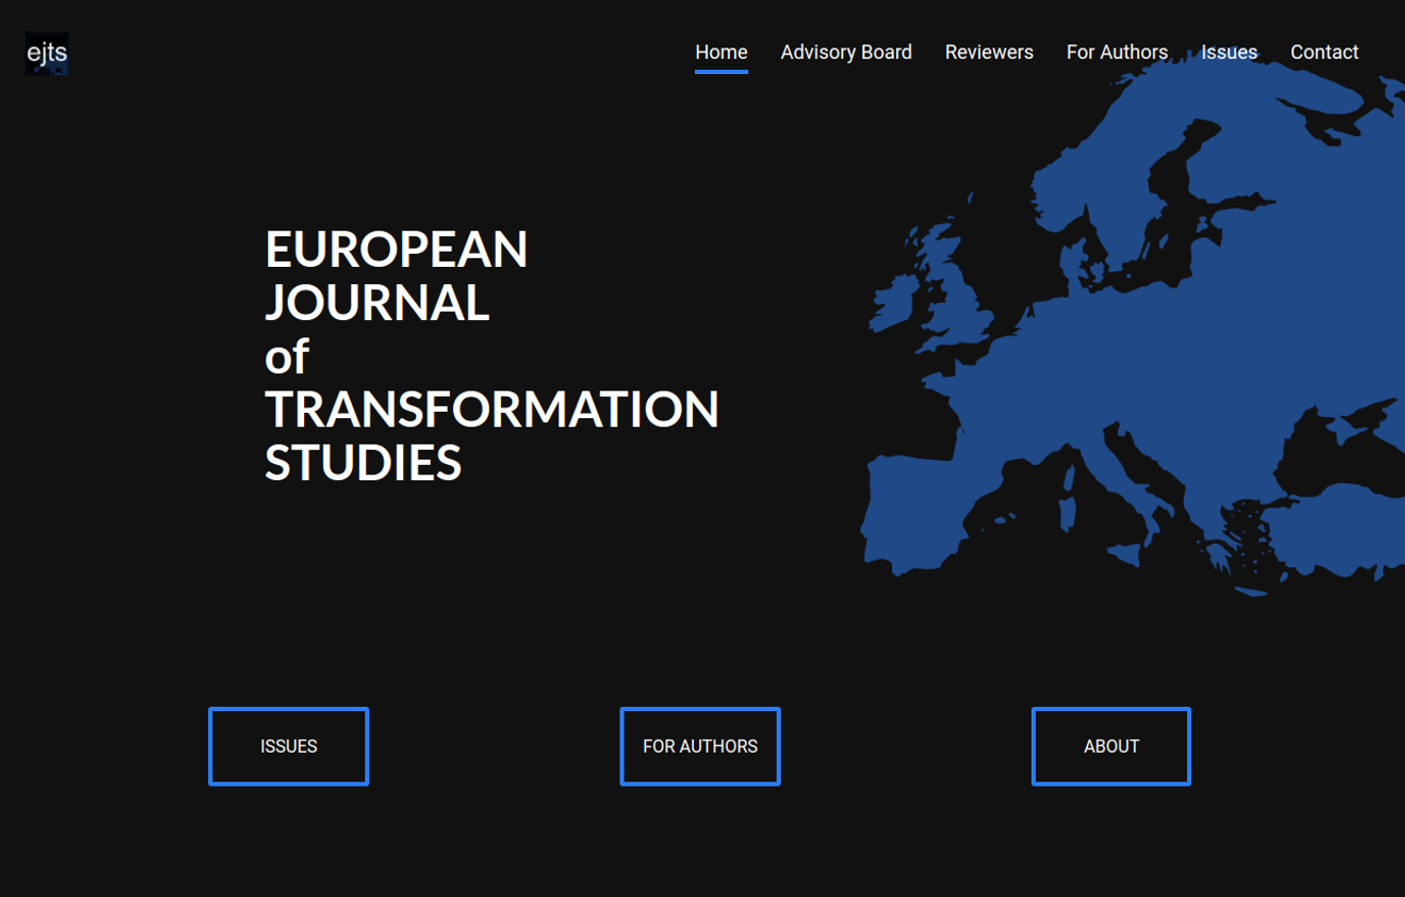 ejts
Home Advisory Board Reviewers For Authors Issues Contact
EUROPEAN
JOURNAL
of
TRANSFORMATION
STUDIES
ISSUES
FOR AUTHORS
ABOUT